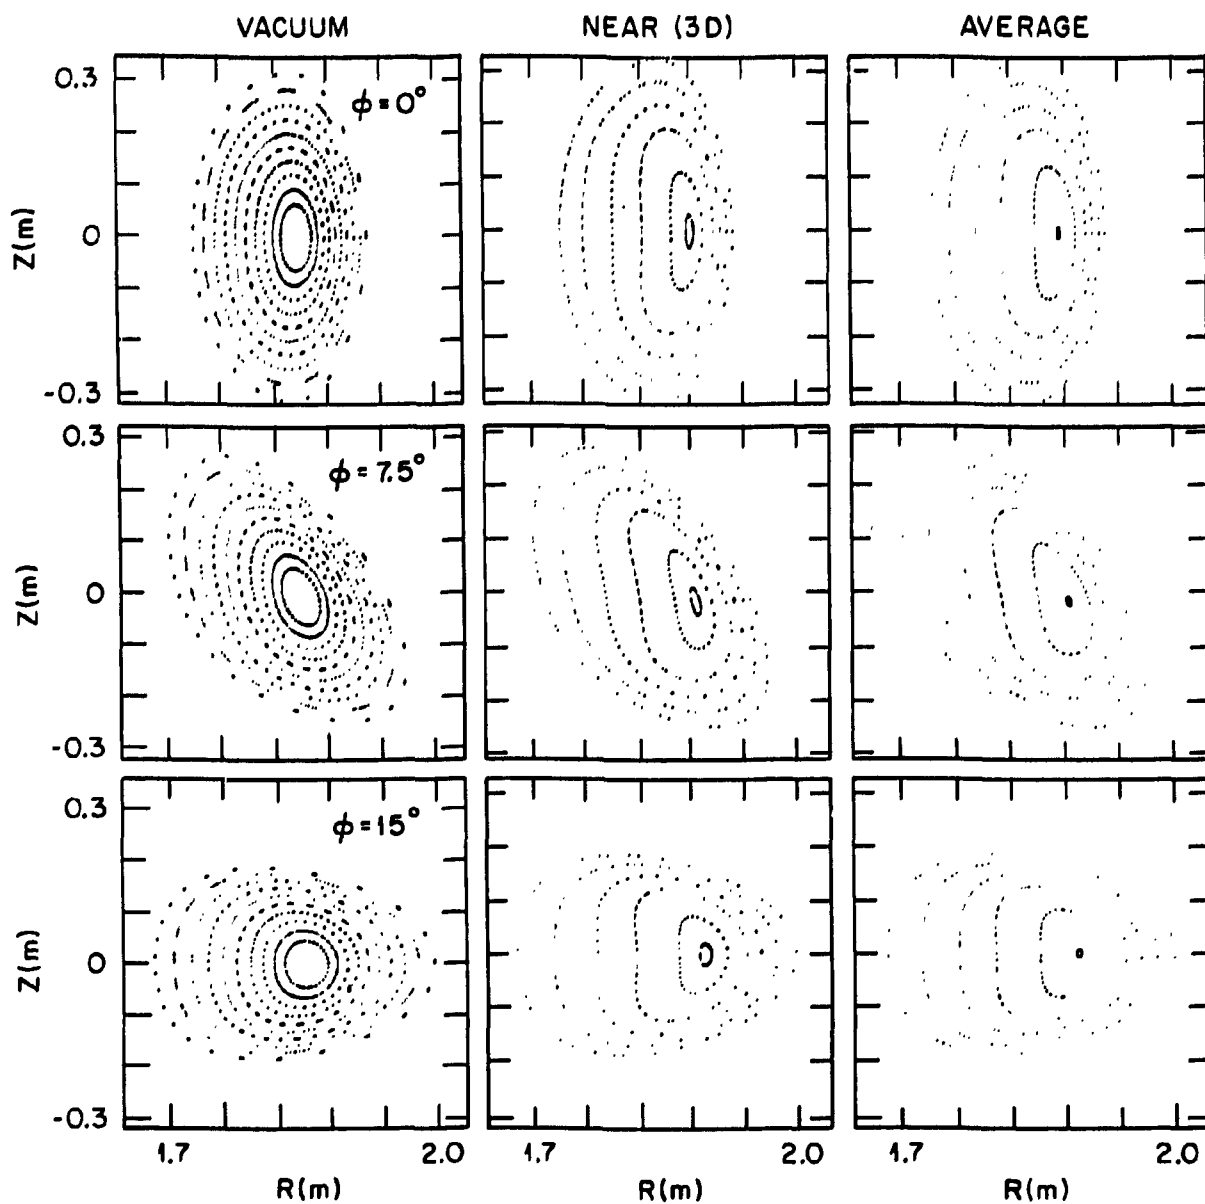 VACUUM NEAR (3D) AVERAGE
0.3
ϕ = 0°
Z(m)
0
-0.3
0.3
ϕ = 7.5°
Z(m)
0
-0.3
0.3
ϕ = 15°
Z(m)
0
-0.3
1.7 2.0 1.7 2.0 1.7 2.0
R(m) R(m) R(m)